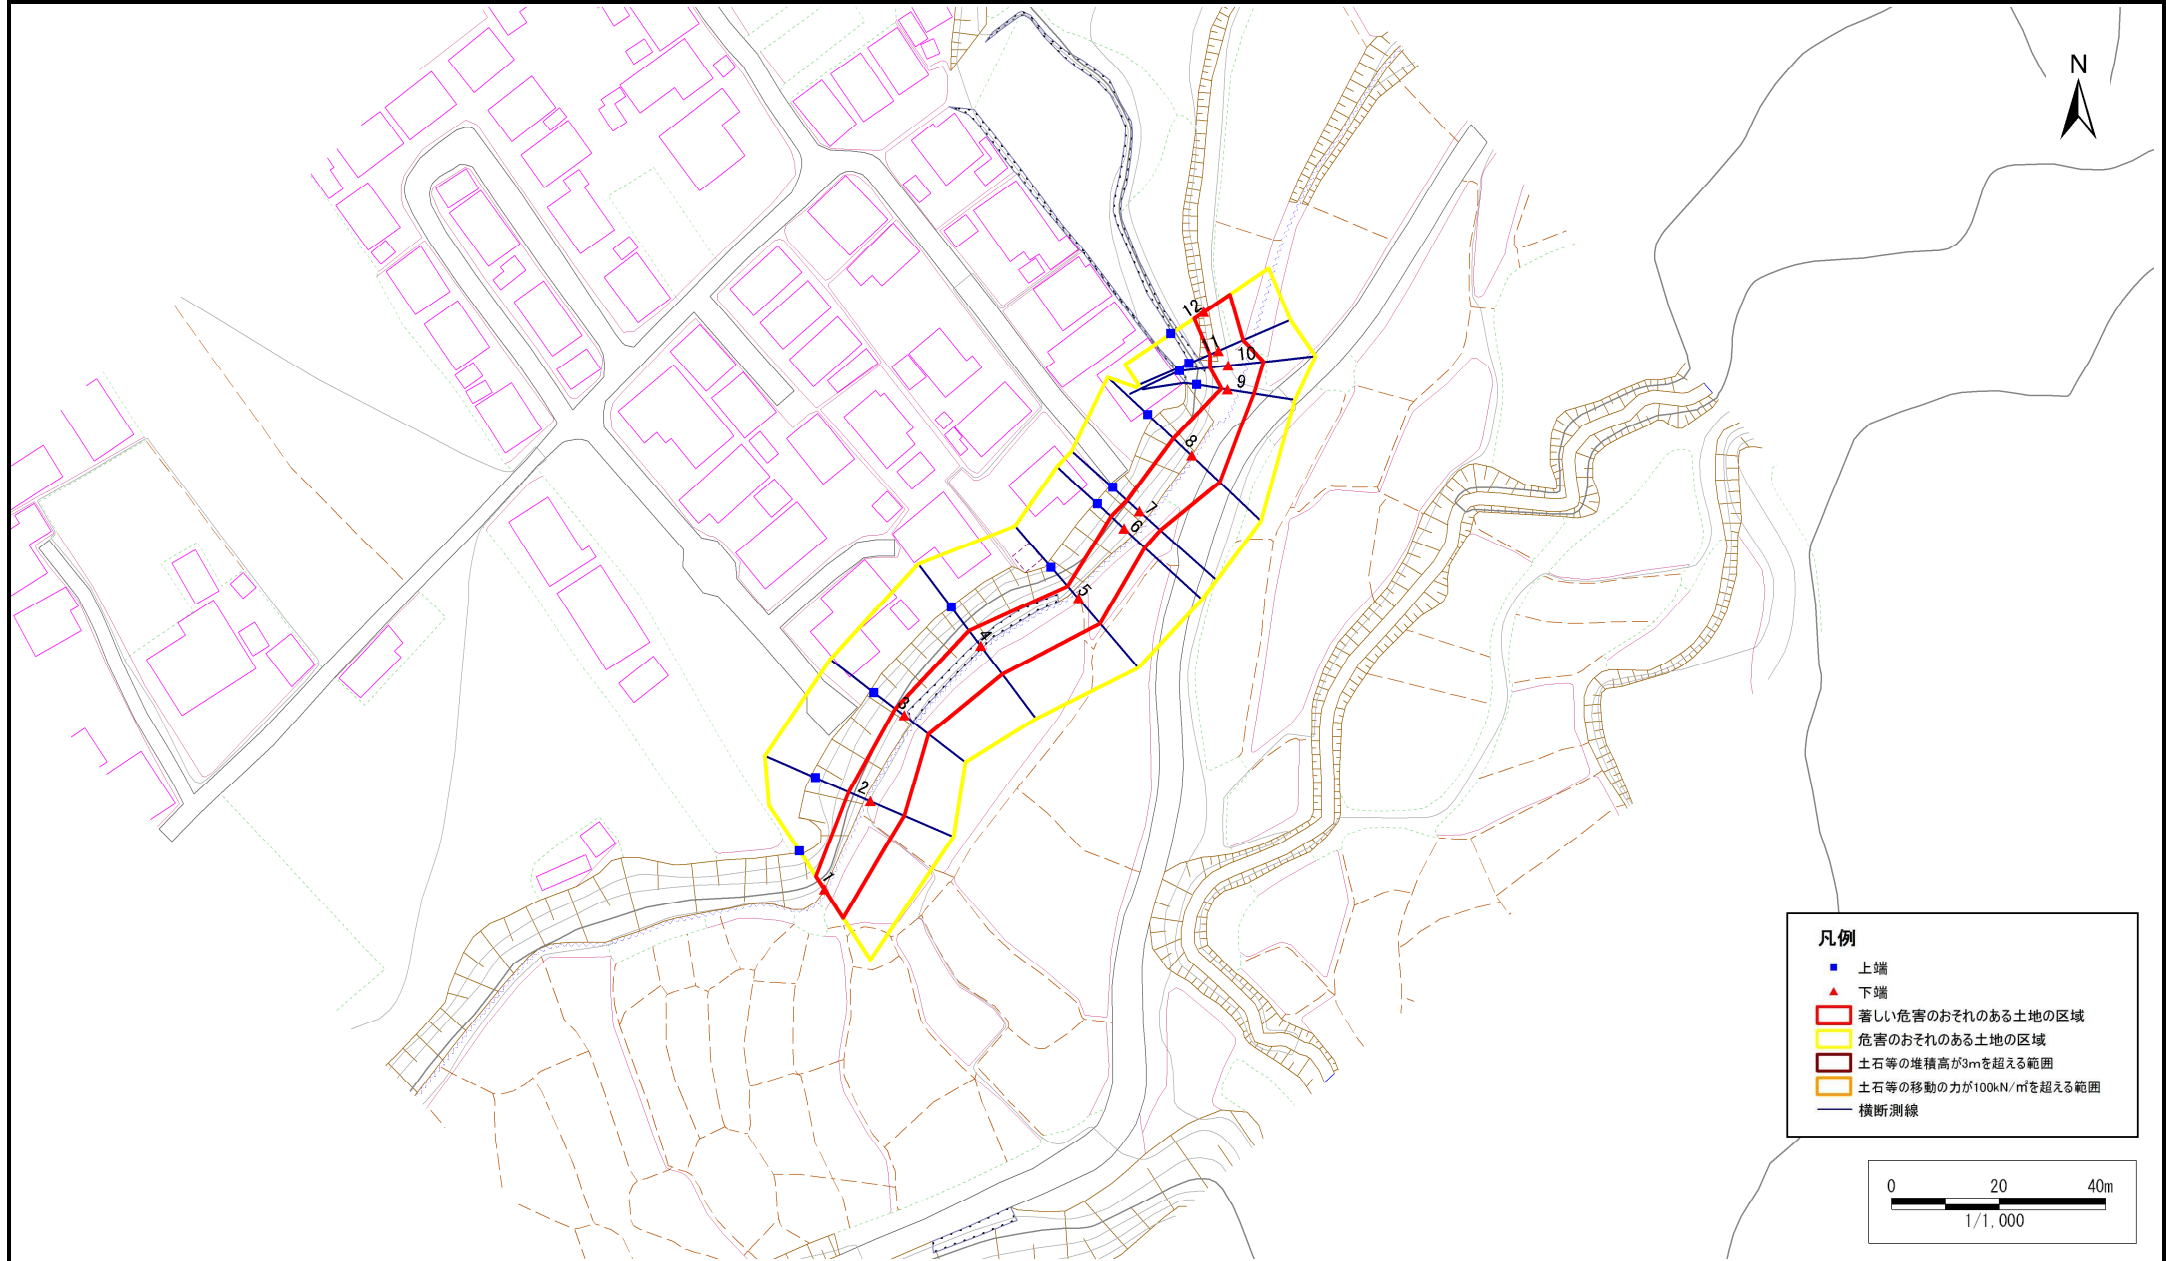 N
12
11
10
9
8
7
6
5
4
3
2
1
凡例
上端
下端
著しい危害のおそれのある土地の区域
危害のおそれのある土地の区域
土石等の堆積高が3mを超える範囲
土石等の移動の力が100kN/㎡を超える範囲
横断測線
0 20 40m
1/1,000